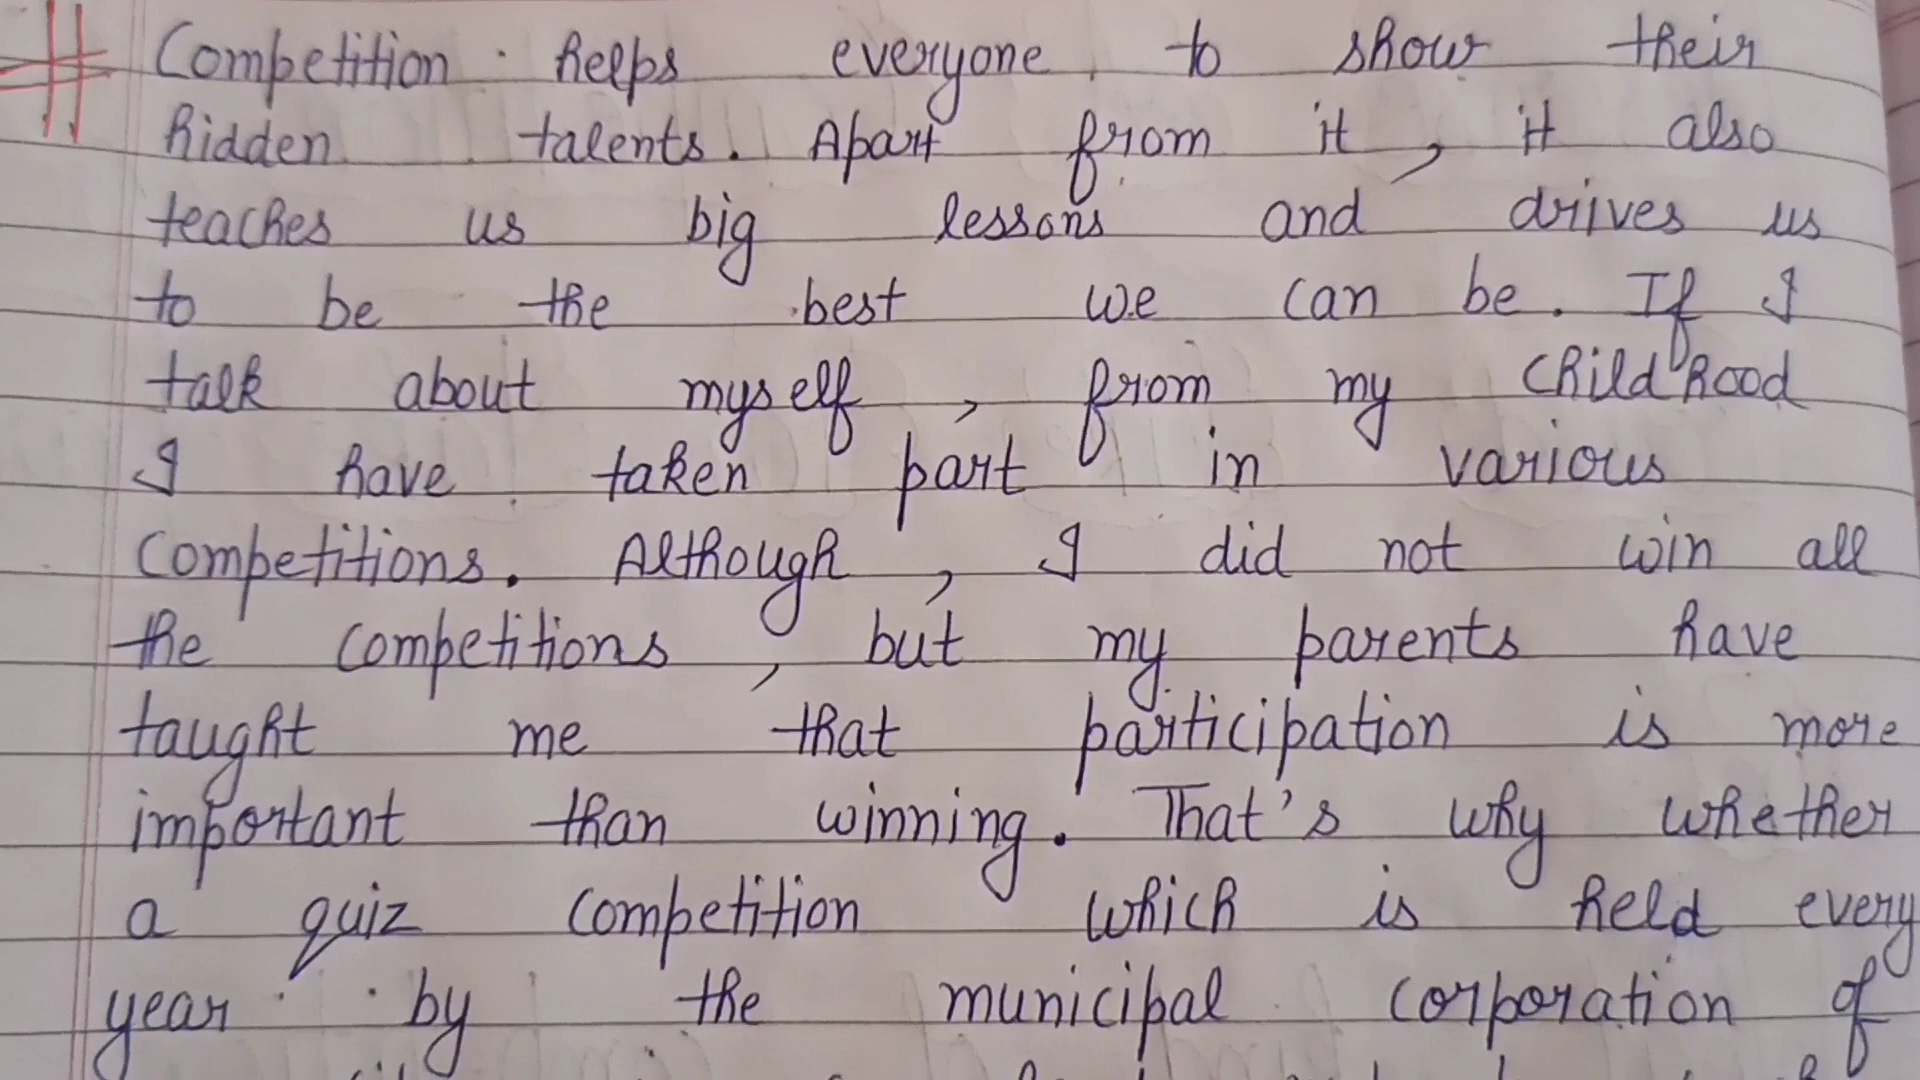 # Competition helps everyone to show their
hidden talents. Apart from it, it also
teaches us big lessons and drives us
to be the best we can be. If I
talk about myself, from my childhood
I have taken part in various
competitions. Although, I did not win all
the competitions, but my parents have
taught me that participation is more
important than winning. That's why whether
a quiz competition which is held every
year by the municipal corporation of